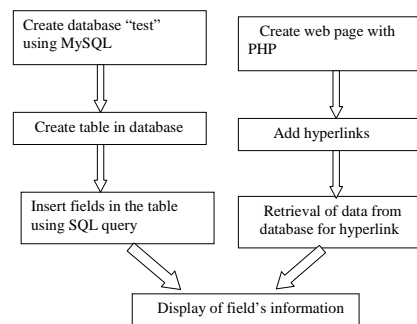 Create database “test”
using MySQL
Create web page with
PHP
Create table in database
Add hyperlinks
Insert fields in the table
using SQL query
Retrieval of data from
database for hyperlink
Display of field’s information